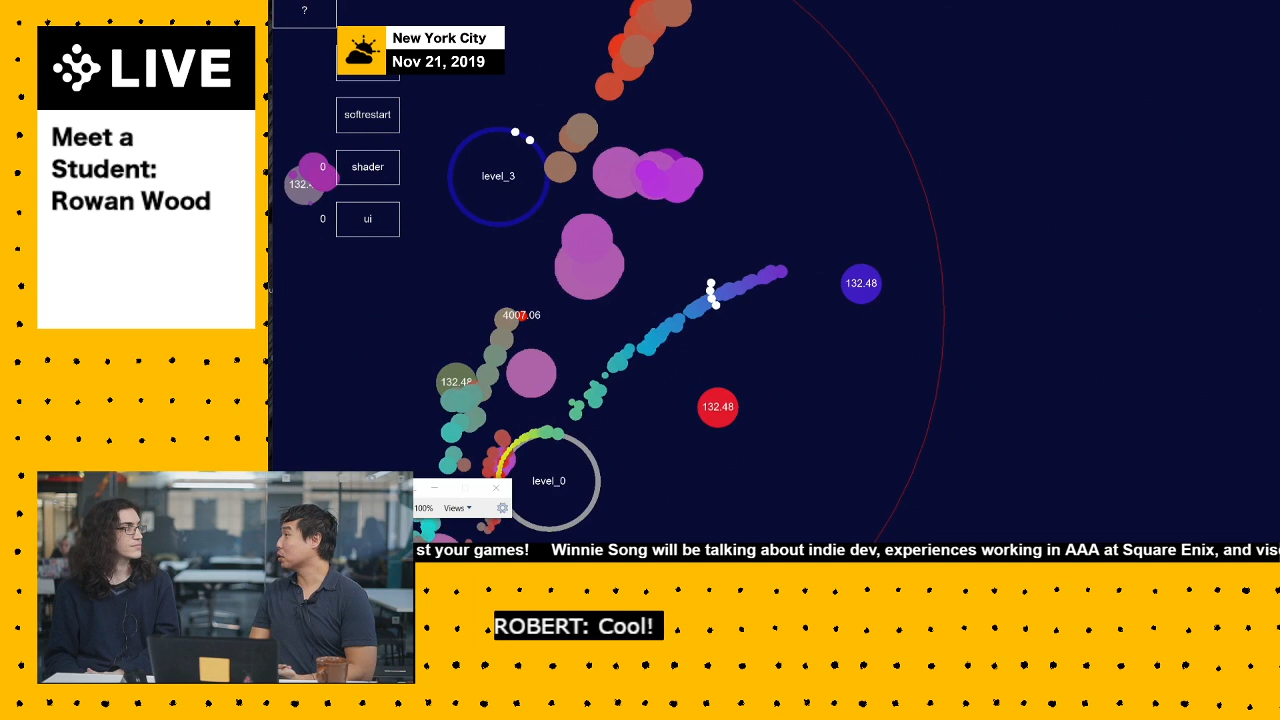 ?
New York City
Nov 21, 2019
LIVE
Meet a
Student:
Rowan Wood
softrestart
0 shader
0 ui
132.4
level_3
132.48
4007.06
132.48
132.48
level_0
100% Views
st your games! Winnie Song will be talking about indie dev, experiences working in AAA at Square Enix, and vis
ROBERT: Cool!